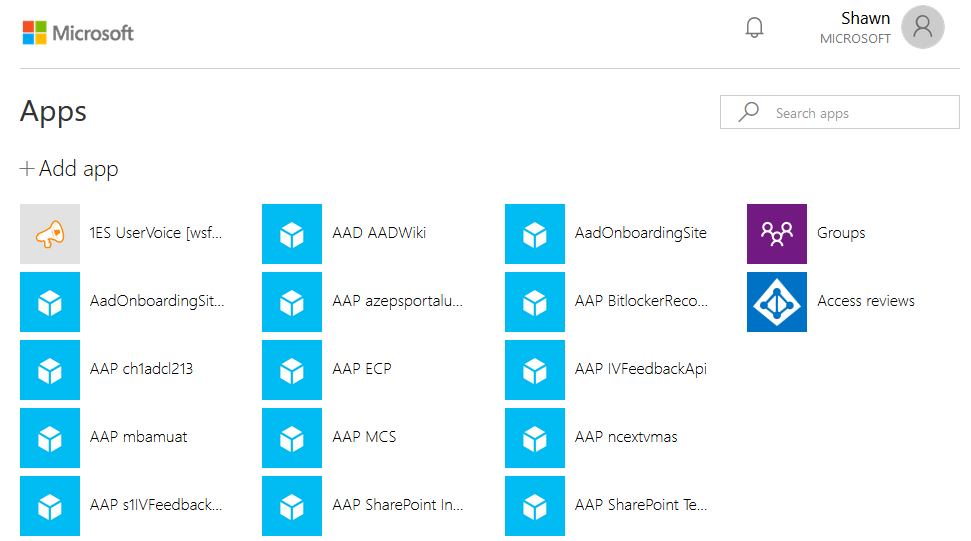 Microsoft
Shawn
MICROSOFT
Apps
Search apps
+ Add app
1ES UserVoice [wsf...
AAD AADWiki
AadOnboardingSite
Groups
AadOnboardingSit...
AAP azepsportalu...
AAP BitlockerReco...
Access reviews
AAP ch1adcl213
AAP ECP
AAP IVFeedbackApi
AAP mbamuat
AAP MCS
AAP ncextvmas
AAP s1IVFeedback...
AAP SharePoint In...
AAP SharePoint Te...